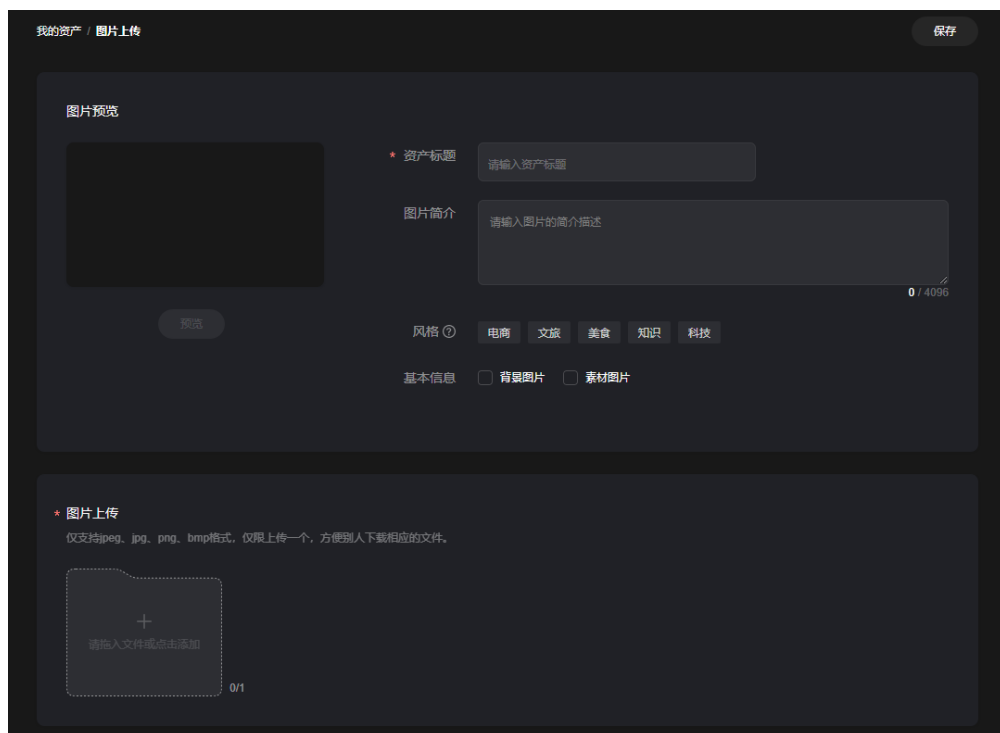 我的资产 / 图片上传
保存
图片预览
* 资产标题
请输入资产标题
图片简介
请输入图片的简介描述
0 / 4096
预览
风格 ?
电商 文旅 美食 知识 科技
基本信息
背景图片 素材图片
* 图片上传
仅支持jpeg、jpg、png、bmp格式，仅限上传一个，方便别人下载相应的文件。
请拖入文件或点击添加
0/1